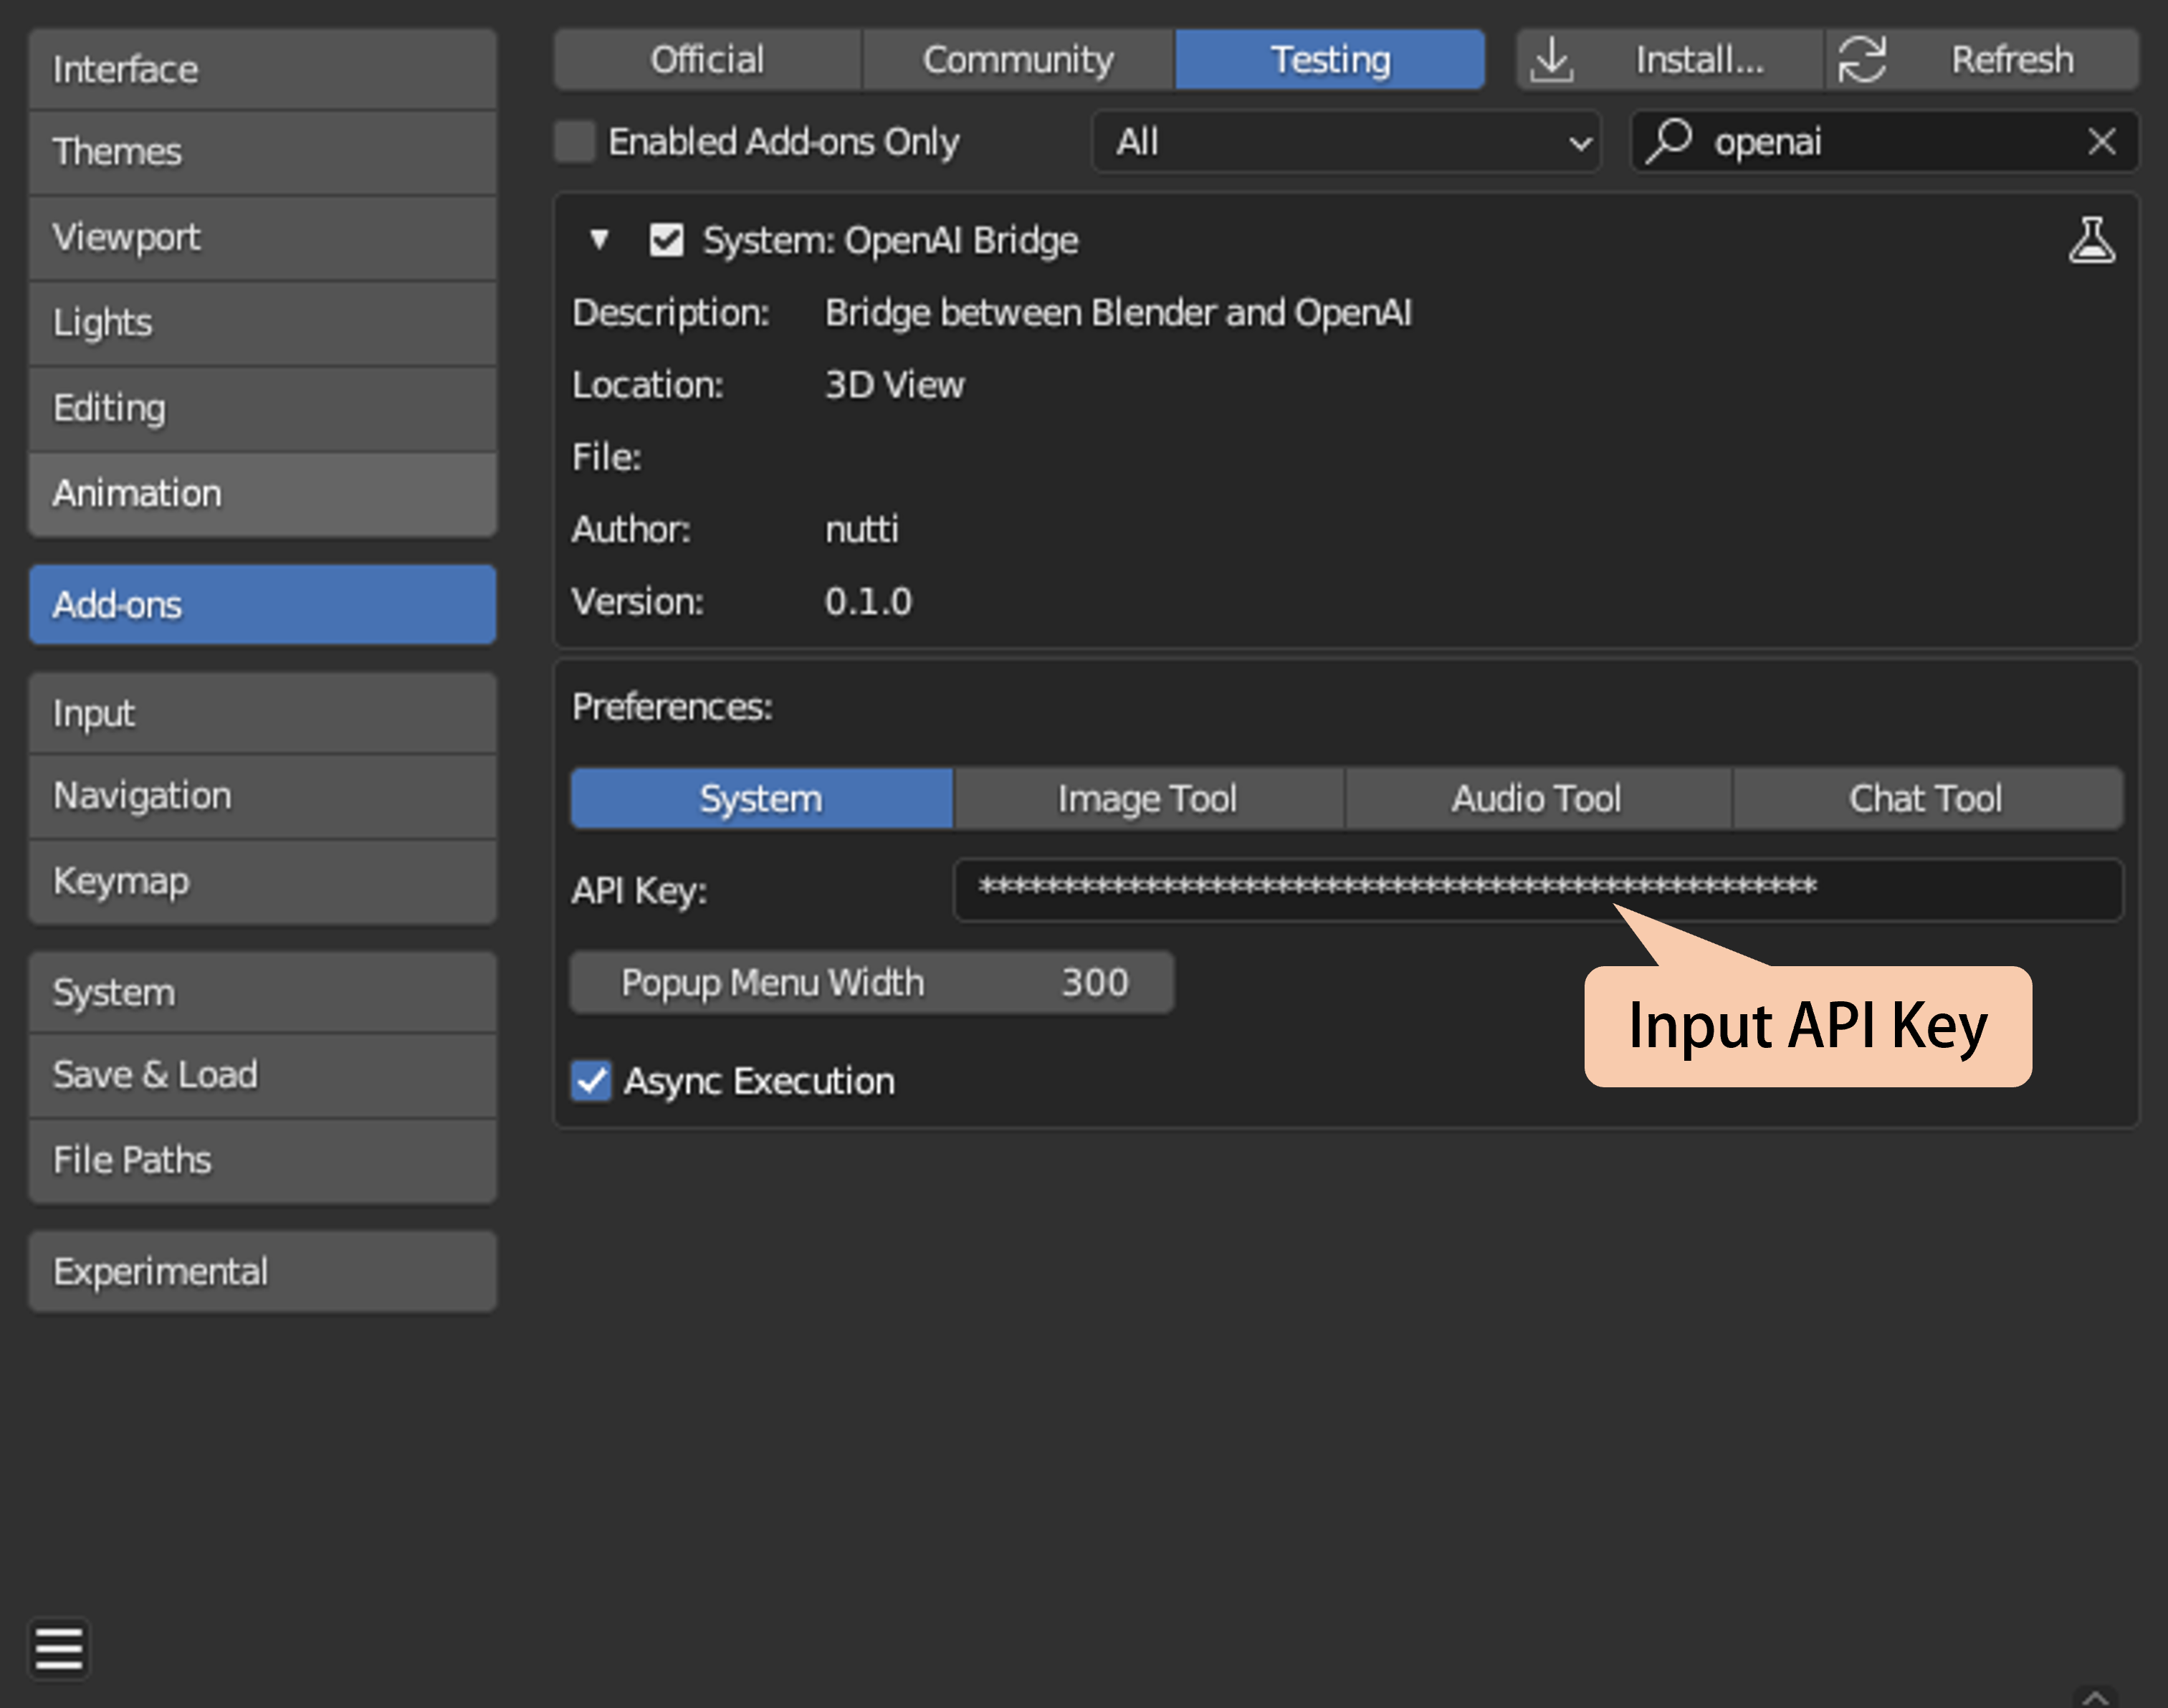 Interface
Themes
Viewport
Lights
Editing
Animation
Add-ons
Input
Navigation
Keymap
System
Save & Load
File Paths
Experimental
Official Community Testing Install... Refresh
Enabled Add-ons Only All openai
System: OpenAI Bridge
Description: Bridge between Blender and OpenAI
Location: 3D View
File:
Author: nutti
Version: 0.1.0
Preferences:
System Image Tool Audio Tool Chat Tool
API Key: ***************************************************
Popup Menu Width 300
Input API Key
Async Execution